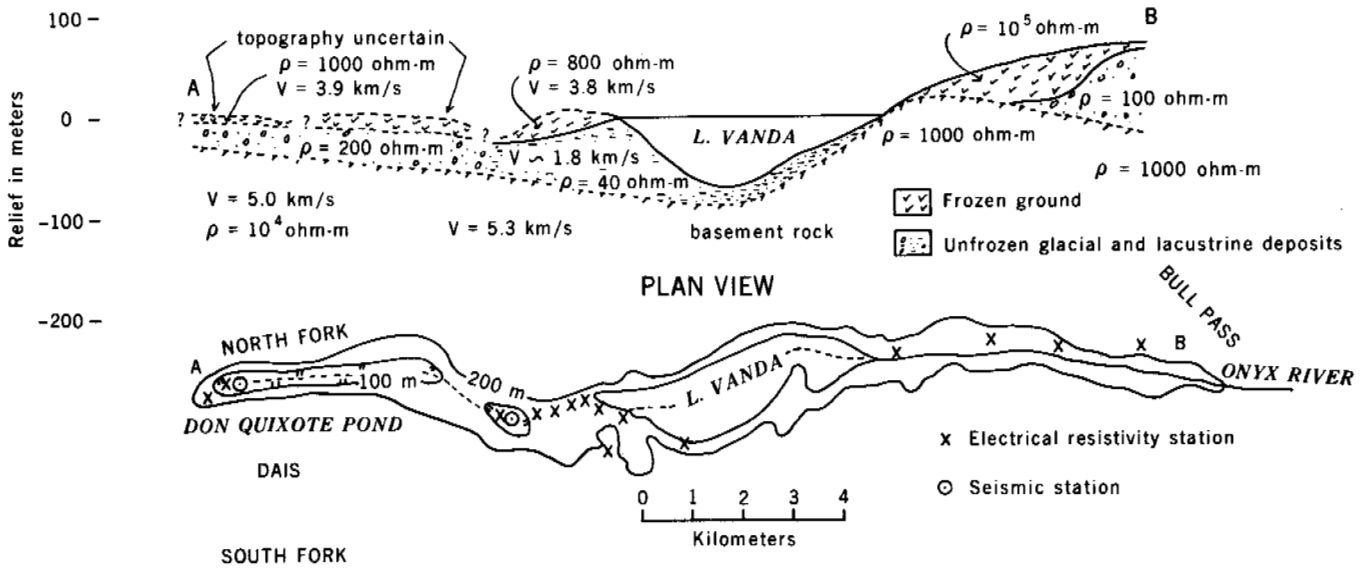 100 –
0 –
-100 –
-200 –
Relief in meters
A
B
topography uncertain
ρ = 1000 ohm-m
V = 3.9 km/s
ρ = 800 ohm-m
V = 3.8 km/s
ρ = 10⁵ ohm-m
?
?
?
ρ = 200 ohm-m
V ~ 1.8 km/s
ρ = 40 ohm-m
L. VANDA
ρ = 1000 ohm-m
ρ = 100 ohm-m
ρ = 1000 ohm-m
V = 5.0 km/s
ρ = 10⁴ ohm-m
V = 5.3 km/s
basement rock
Frozen ground
Unfrozen glacial and lacustrine deposits
PLAN VIEW
BULL PASS
NORTH FORK
A
100 m
200 m
L. VANDA
B
ONYX RIVER
DON QUIXOTE POND
DAIS
SOUTH FORK
x Electrical resistivity station
⊙ Seismic station
0 1 2 3 4
Kilometers